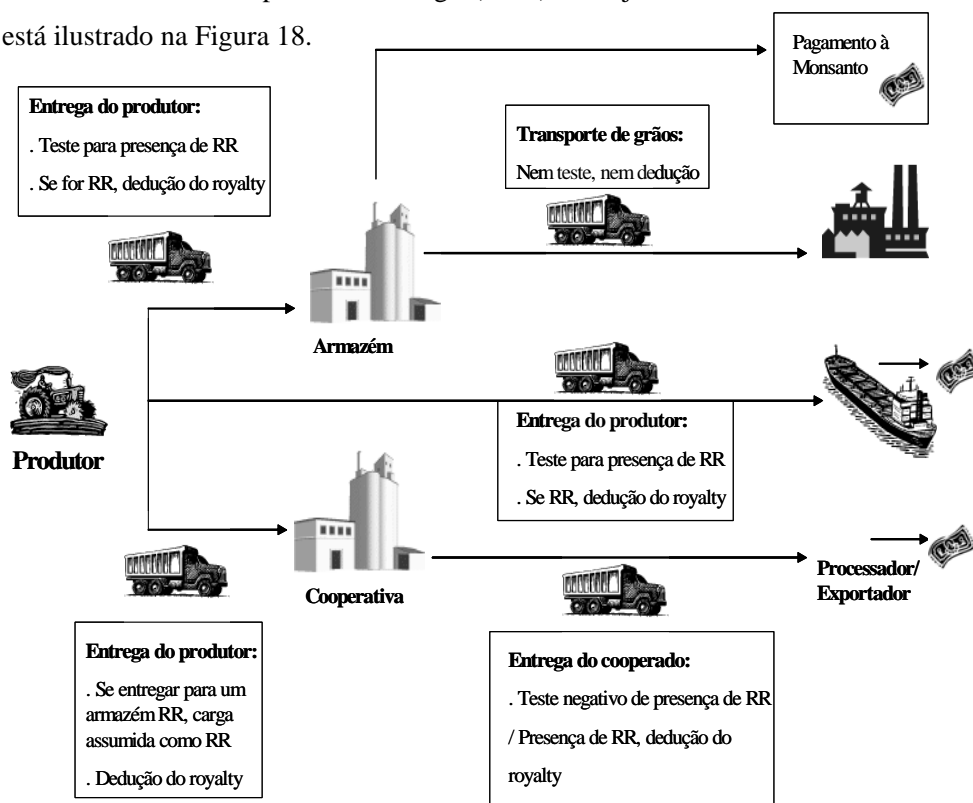 está ilustrado na Figura 18.
Pagamento à
Monsanto
Entrega do produtor:
. Teste para presença de RR
. Se for RR, dedução do royalty
Transporte de grãos:
Nem teste, nem dedução
Armazém
Produtor
Entrega do produtor:
. Teste para presença de RR
. Se RR, dedução do royalty
Cooperativa
Processador/
Exportador
Entrega do produtor:
. Se entregar para um
armazém RR, carga
assumida como RR
. Dedução do royalty
Entrega do cooperado:
. Teste negativo de presença de RR
/ Presença de RR, dedução do
royalty